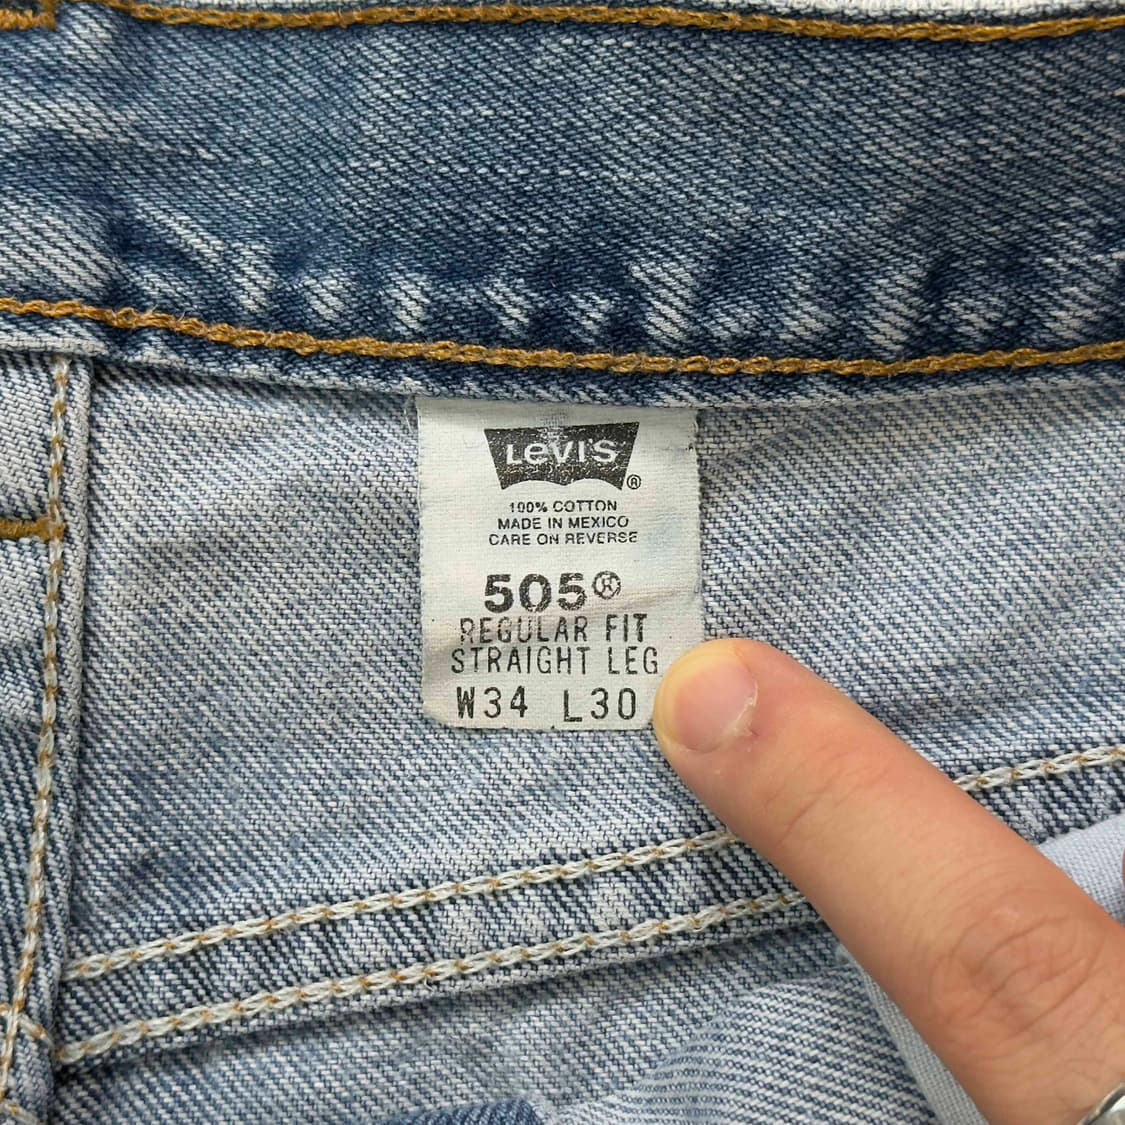 LEVI'S®
100% COTTON
MADE IN MEXICO
CARE ON REVERSE
505®
REGULAR FIT
STRAIGHT LEG
W34 L30